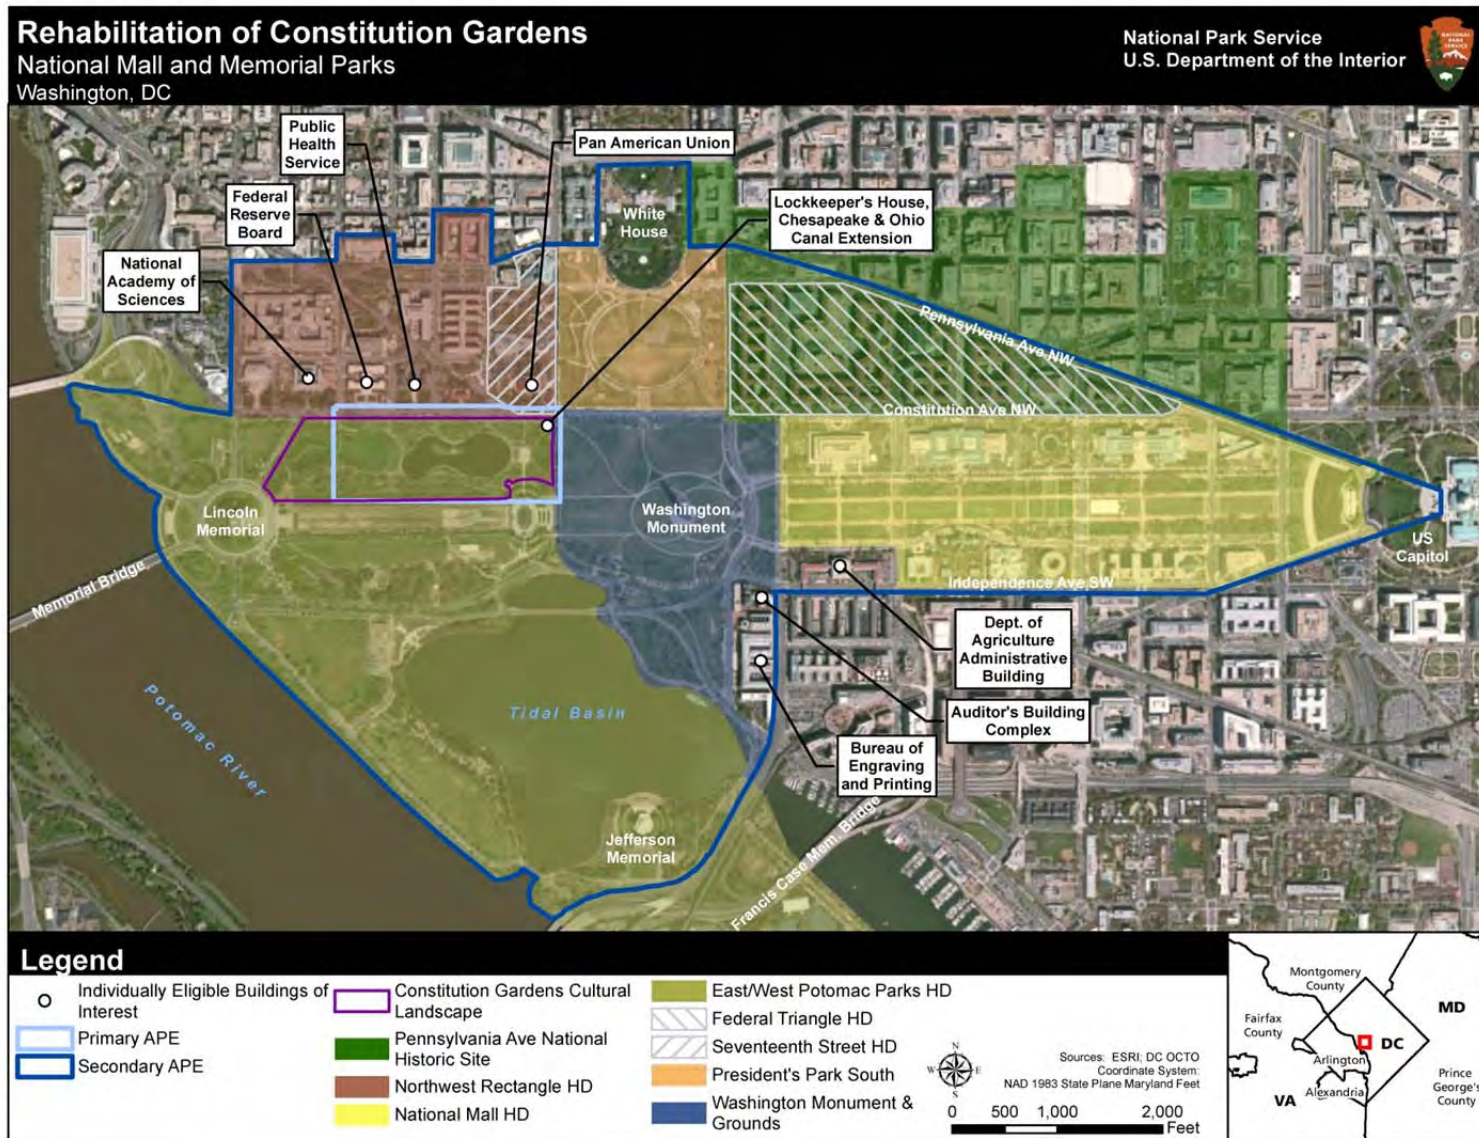 Rehabilitation of Constitution Gardens
National Mall and Memorial Parks
Washington, DC
National Park Service
U.S. Department of the Interior
NATIONAL
PARK
SERVICE
Public
Health
Service
Pan American Union
Federal
Reserve
Board
White
House
Lockkeeper's House,
Chesapeake & Ohio
Canal Extension
National
Academy of
Sciences
Pennsylvania Ave NW
Constitution Ave NW
Lincoln
Memorial
Washington
Monument
US
Capitol
Memorial Bridge
Independence Ave SW
Dept. of
Agriculture
Administrative
Building
Potomac River
Tidal Basin
Auditor's Building
Complex
Bureau of
Engraving
and Printing
Jefferson
Memorial
Francis Case Mem. Bridge
Legend
Individually Eligible Buildings of
Interest
Primary APE
Secondary APE
Constitution Gardens Cultural
Landscape
Pennsylvania Ave National
Historic Site
Northwest Rectangle HD
National Mall HD
East/West Potomac Parks HD
Federal Triangle HD
Seventeenth Street HD
President's Park South
Washington Monument &
Grounds
N
W
E
S
Sources: ESRI; DC OCTO
Coordinate System:
NAD 1983 State Plane Maryland Feet
0 500 1,000 2,000
Feet
Montgomery
County
MD
Fairfax
County
DC
Arlington
Alexandria
VA
Prince
George's
County